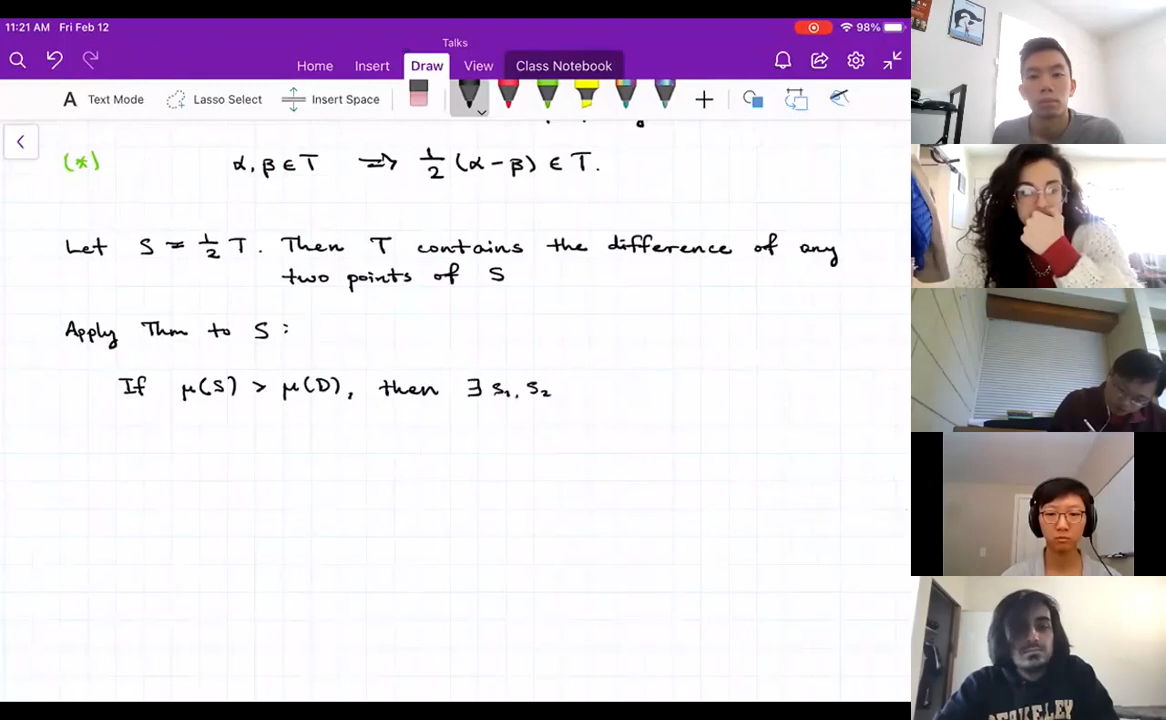 11:21 AM Fri Feb 12
98%
Talks
Home Insert Draw View Class Notebook
Text Mode Lasso Select Insert Space
(*) α, β ∈ T ⇒ 1/2 (α - β) ∈ T.
Let S = 1/2 T. Then T contains the difference of any
two points of S
Apply Thm to S :
If μ(S) > μ(D), then ∃ s₁, s₂
BERKELEY